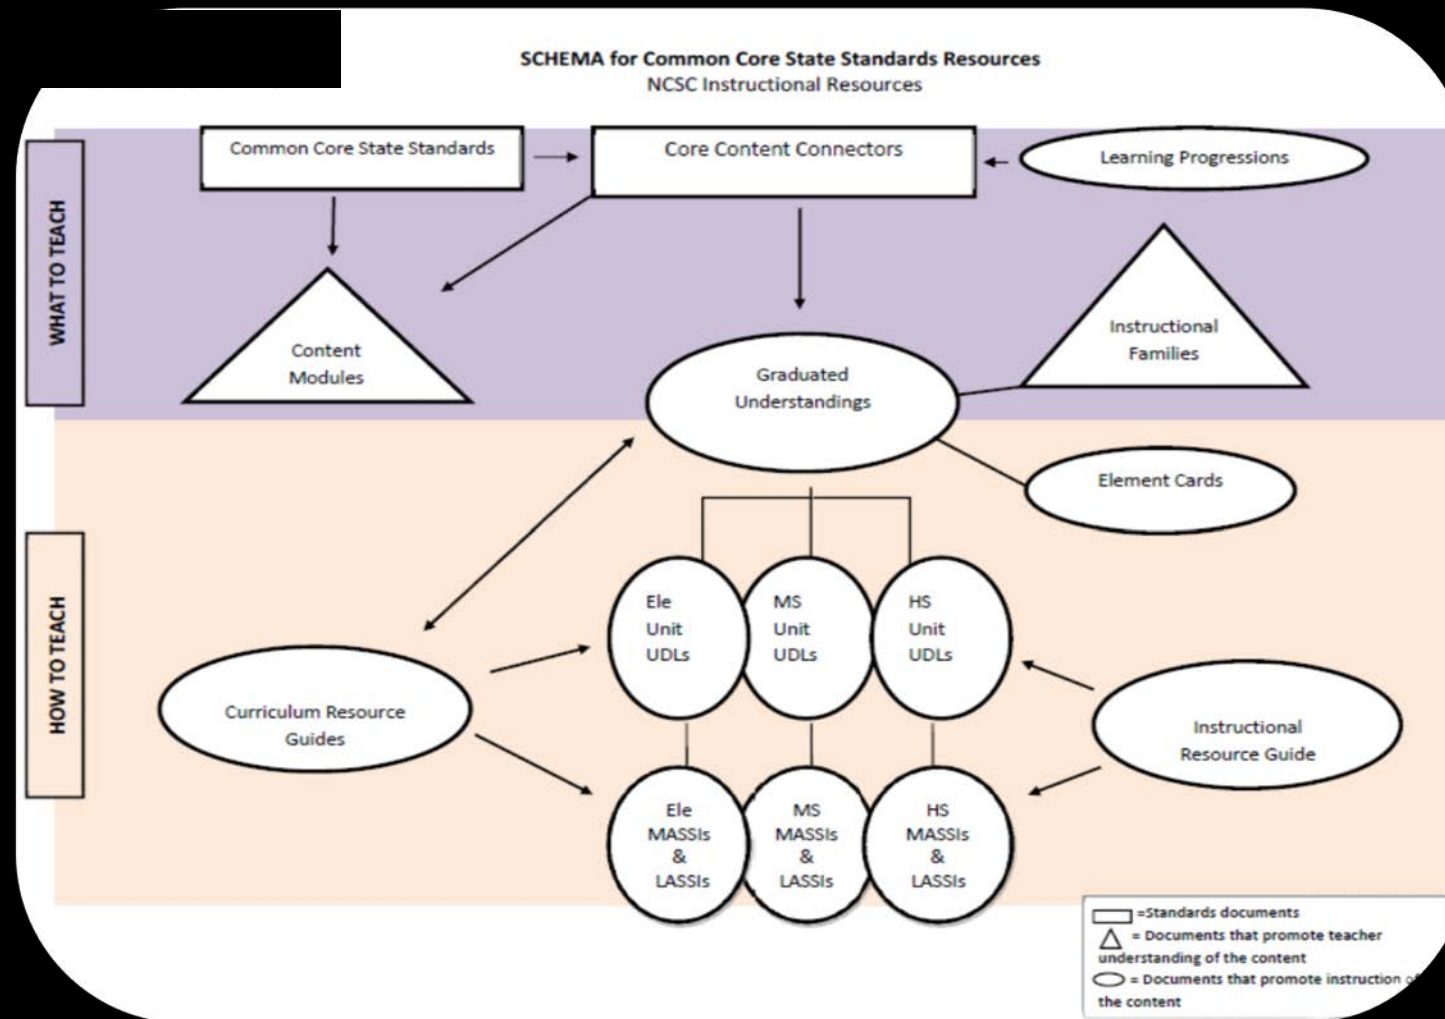 SCHEMA for Common Core State Standards Resources
NCSC Instructional Resources
WHAT TO TEACH
Common Core State Standards
Core Content Connectors
Learning Progressions
Content
Modules
Graduated
Understandings
Instructional
Families
Element Cards
HOW TO TEACH
Ele
Unit
UDLs
MS
Unit
UDLs
HS
Unit
UDLs
Curriculum Resource
Guides
Instructional
Resource Guide
Ele
MASSIs
&
LASSIs
MS
MASSIs
&
LASSIs
HS
MASSIs
&
LASSIs
=Standards documents
= Documents that promote teacher
understanding of the content
= Documents that promote instruction of
the content